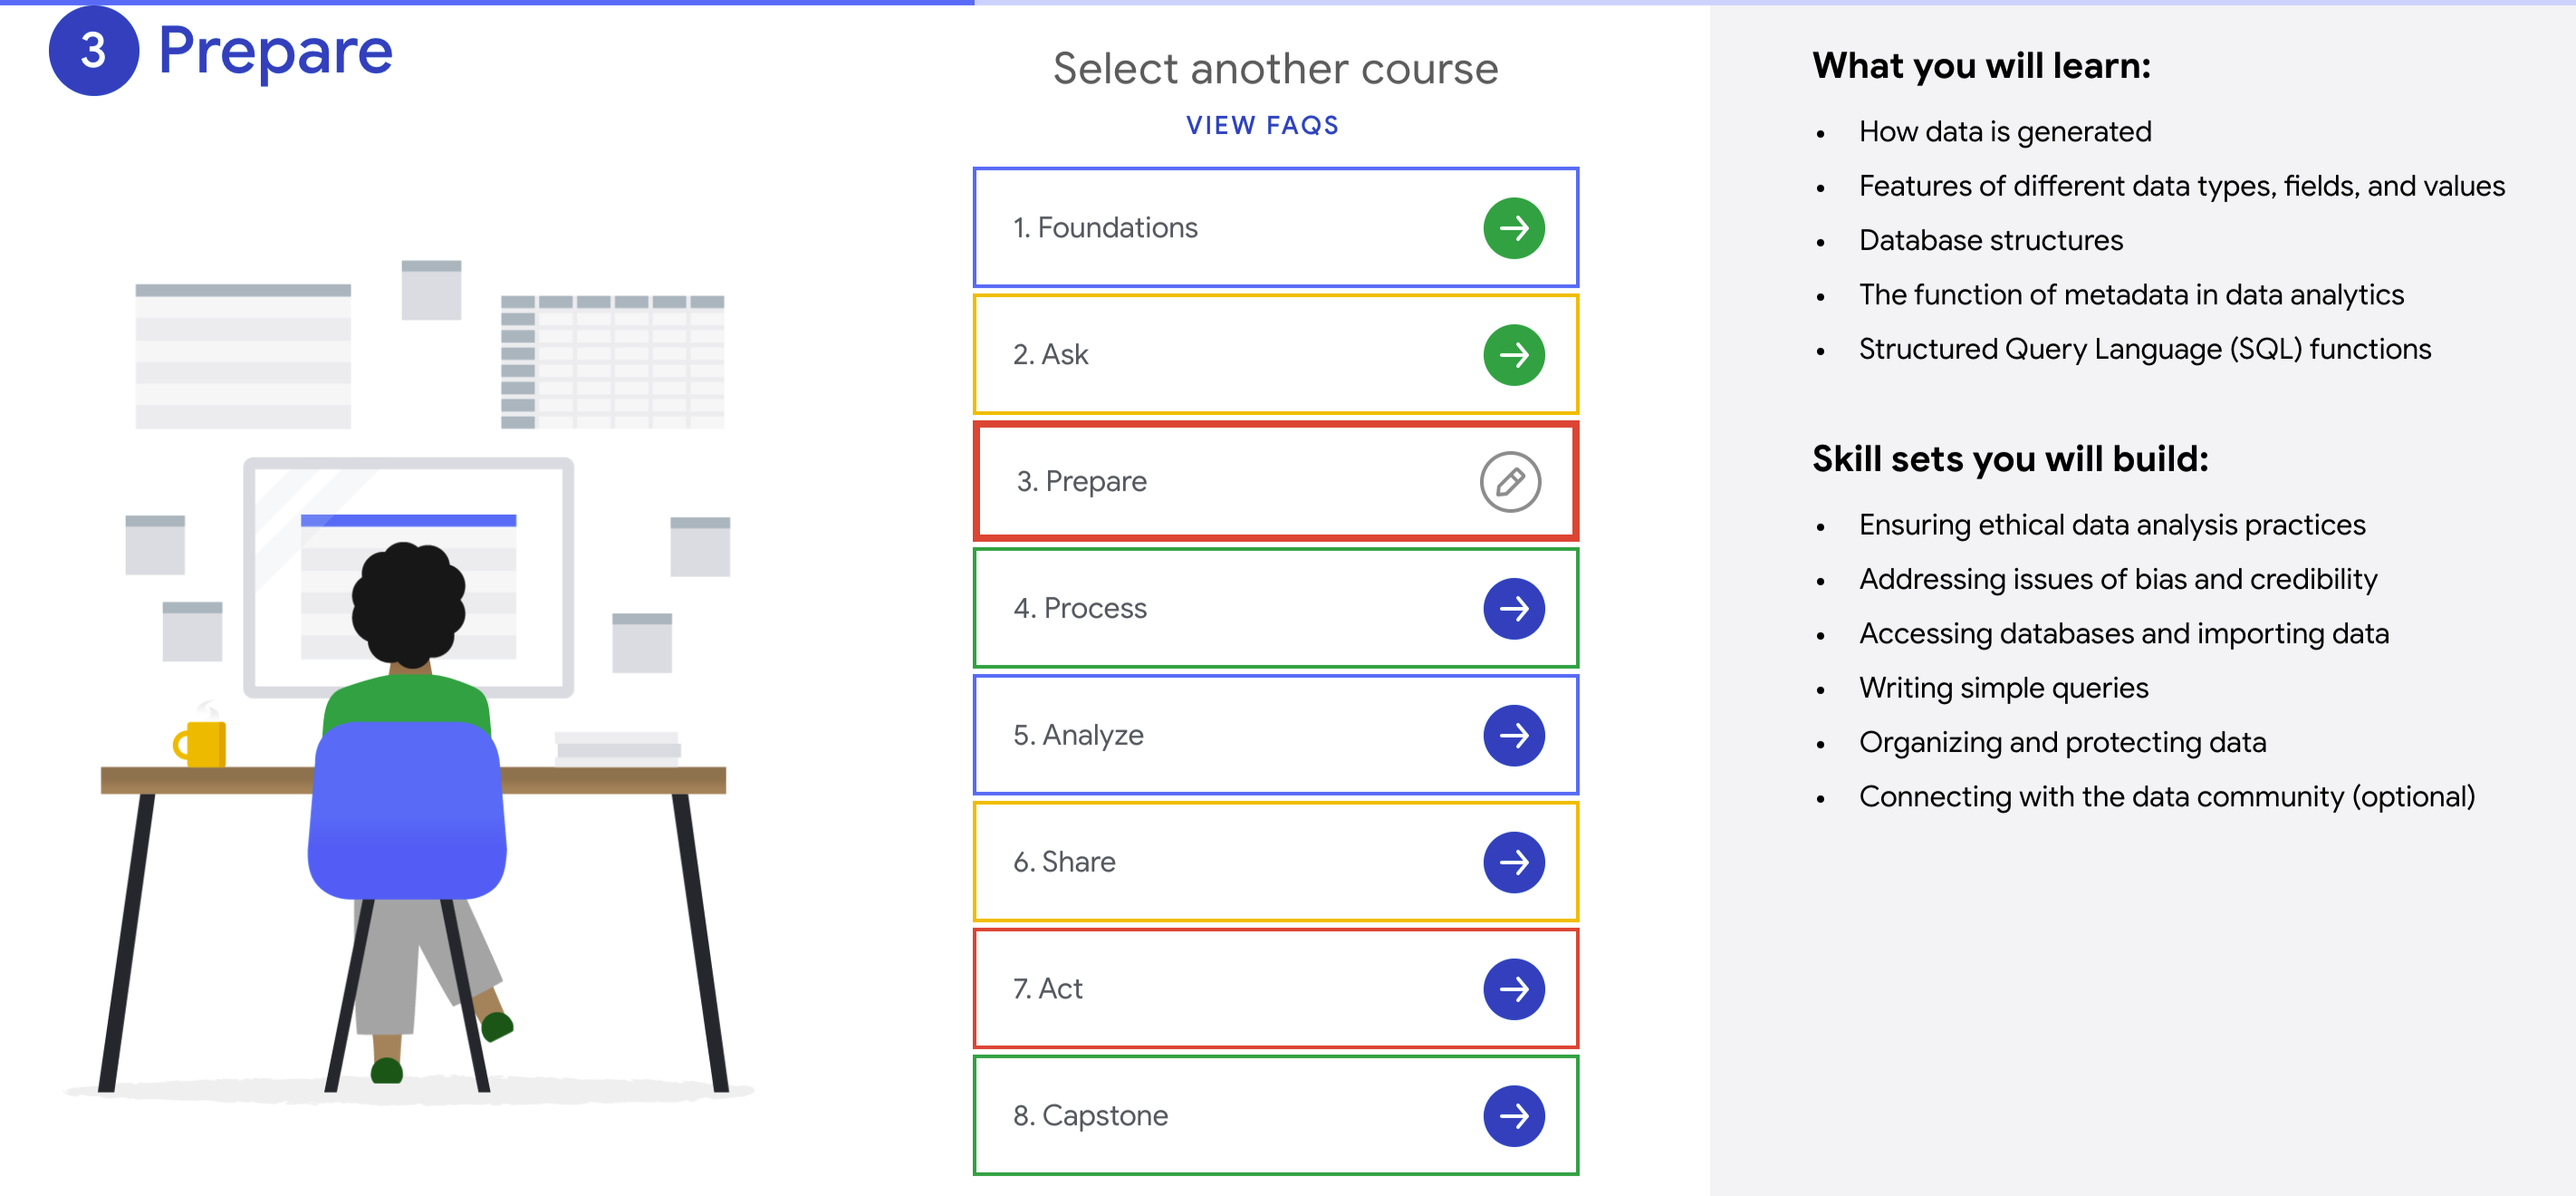 3 Prepare
Select another course
VIEW FAQS
1. Foundations
2. Ask
3. Prepare
4. Process
5. Analyze
6. Share
7. Act
8. Capstone
What you will learn:
• How data is generated
• Features of different data types, fields, and values
• Database structures
• The function of metadata in data analytics
• Structured Query Language (SQL) functions
Skill sets you will build:
• Ensuring ethical data analysis practices
• Addressing issues of bias and credibility
• Accessing databases and importing data
• Writing simple queries
• Organizing and protecting data
• Connecting with the data community (optional)